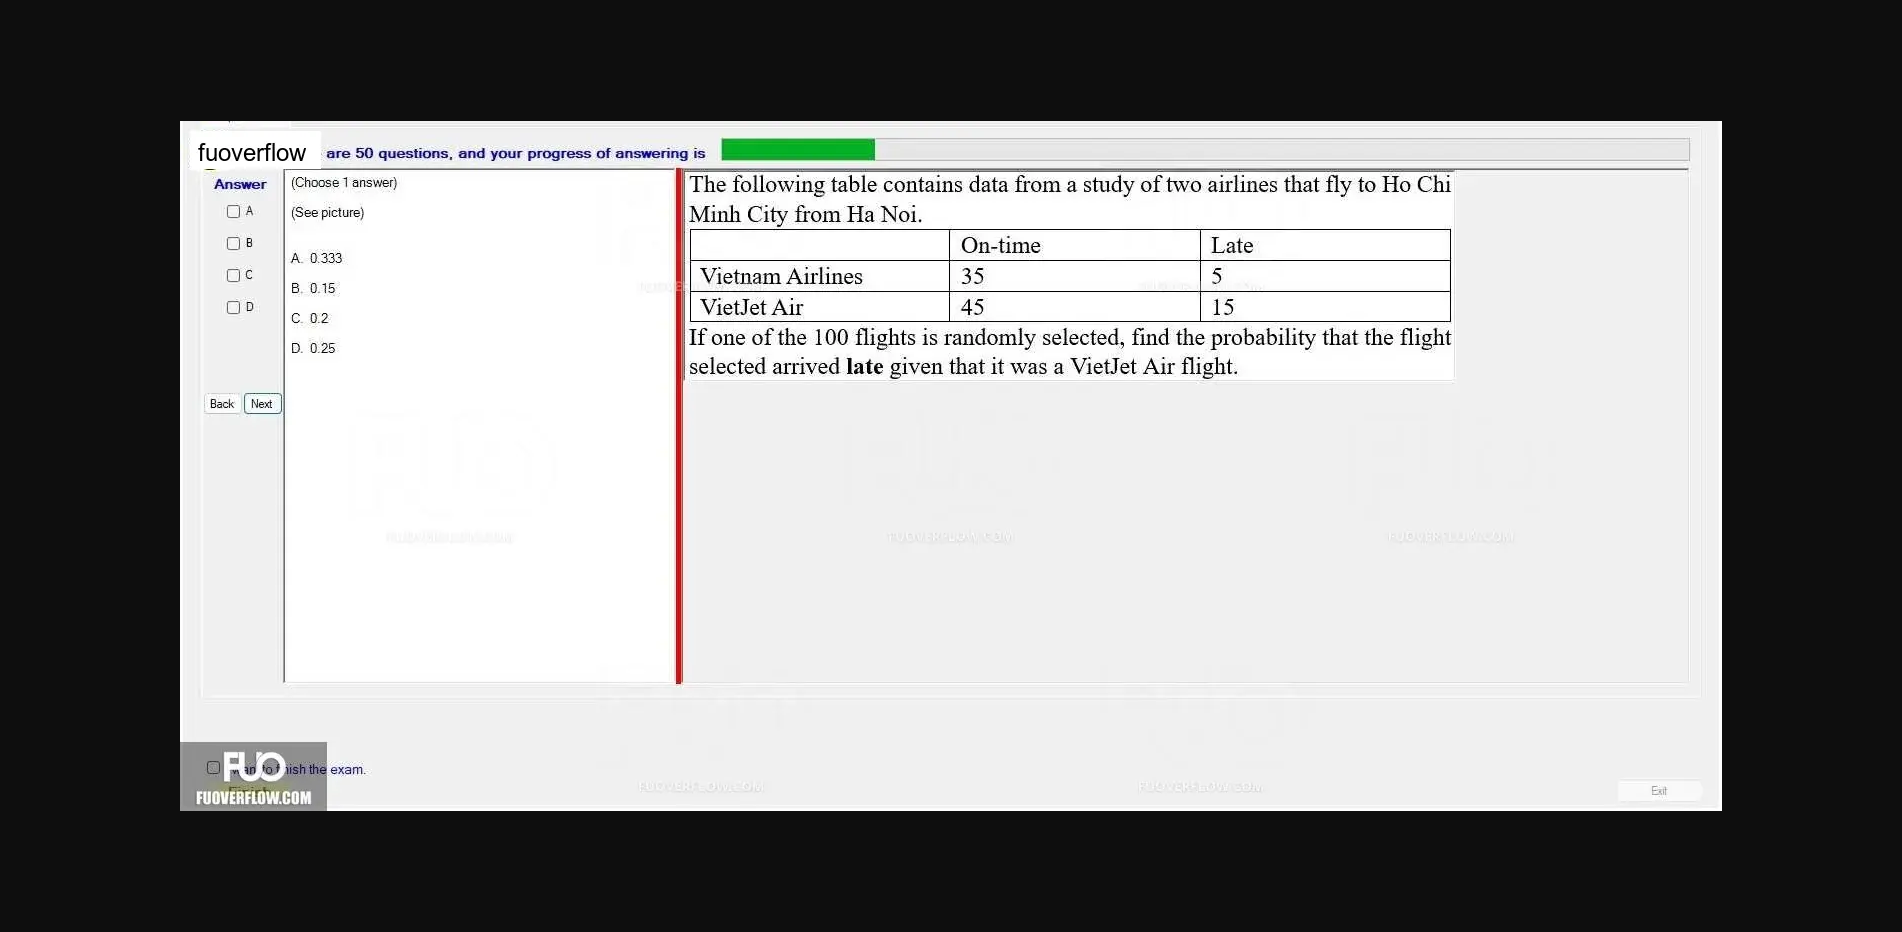 fuoverflow are 50 questions, and your progress of answering is
Answer
A
B
C
D
Back Next
(Choose 1 answer)
(See picture)
A. 0.333
B. 0.15
C. 0.2
D. 0.25
The following table contains data from a study of two airlines that fly to Ho Chi
Minh City from Ha Noi.
On-time Late
Vietnam Airlines 35 5
VietJet Air 45 15
If one of the 100 flights is randomly selected, find the probability that the flight
selected arrived late given that it was a VietJet Air flight.
FUOVERFLOW.COM FUOVERFLOW.COM FUOVERFLOW.COM
FUO
the exam.
FUOVERFLOW.COM
FUOVERFLOW.COM FUOVERFLOW.COM
Exit